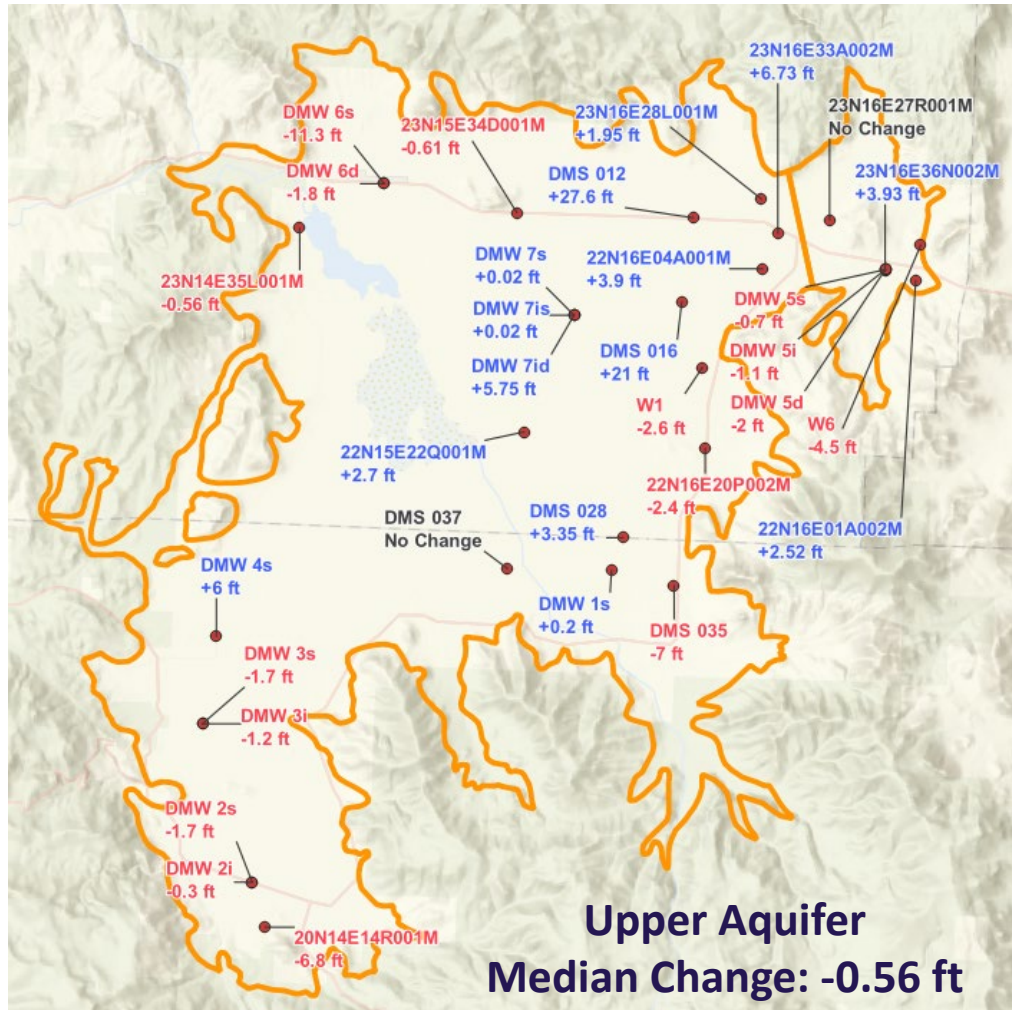 23N16E33A002M
+6.73 ft
23N16E27R001M
No Change
DMW 6s
-11.3 ft
23N15E34D001M
-0.61 ft
23N16E28L001M
+1.95 ft
DMW 6d
-1.8 ft
DMS 012
+27.6 ft
23N16E36N002M
+3.93 ft
23N14E35L001M
-0.56 ft
DMW 7s
+0.02 ft
DMW 7is
+0.02 ft
DMW 7id
+5.75 ft
22N16E04A001M
+3.9 ft
DMS 016
+21 ft
DMW 5s
-0.7 ft
DMW 5i
-1.1 ft
DMW 5d
-2 ft
W1
-2.6 ft
W6
-4.5 ft
22N15E22Q001M
+2.7 ft
22N16E20P002M
-2.4 ft
DMS 037
No Change
DMS 028
+3.35 ft
22N16E01A002M
+2.52 ft
DMW 4s
+6 ft
DMW 1s
+0.2 ft
DMS 035
-7 ft
DMW 3s
-1.7 ft
DMW 3i
-1.2 ft
DMW 2s
-1.7 ft
DMW 2i
-0.3 ft
20N14E14R001M
-6.8 ft
Upper Aquifer
Median Change: -0.56 ft